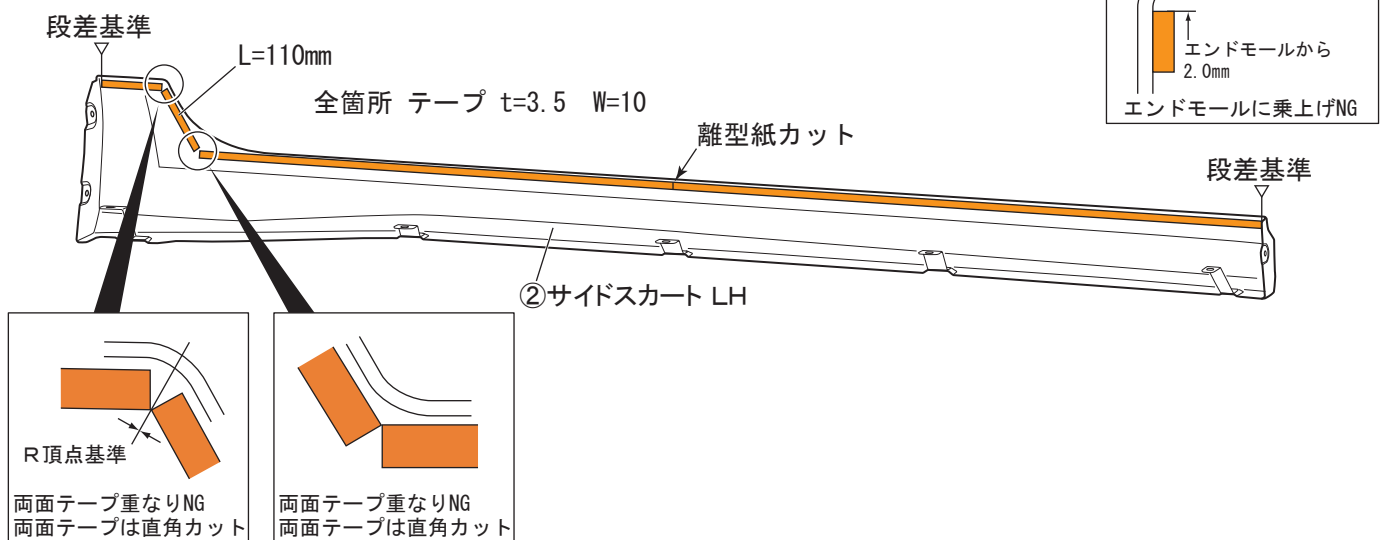 段差基準
L=110mm
全箇所 テープ t=3.5 W=10
離型紙カット
エンドモールから
2.0mm
エンドモールに乗上げNG
段差基準
②サイドスカート LH
R頂点基準
両面テープ重なりNG
両面テープは直角カット
両面テープ重なりNG
両面テープは直角カット